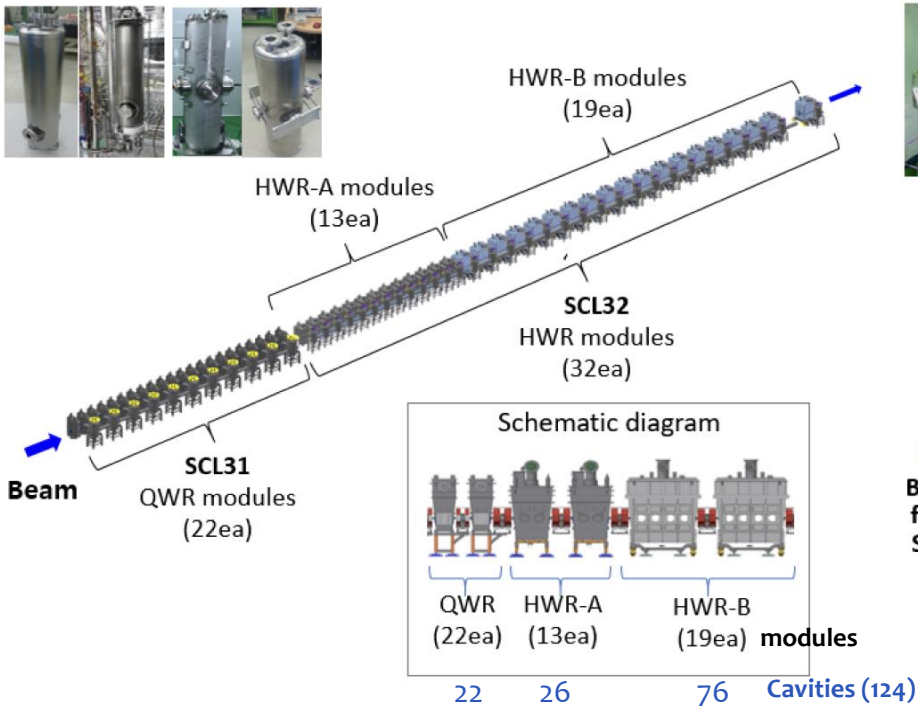 HWR-B modules
(19ea)
HWR-A modules
(13ea)
SCL32
HWR modules
(32ea)
Beam
SCL31
QWR modules
(22ea)
Schematic diagram
QWR
(22ea)
HWR-A
(13ea)
HWR-B
(19ea)
modules
22 26 76 Cavities (124)
B
f
S